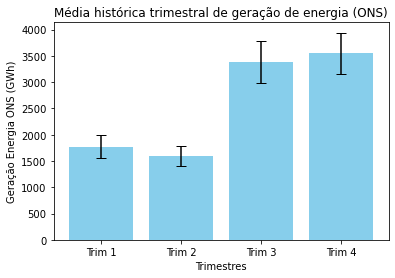 Média histórica trimestral de geração de energia (ONS)
Geração Energia ONS (GWh)
4000
3500
3000
2500
2000
1500
1000
500
0
Trim 1
Trim 2
Trim 3
Trim 4
Trimestres